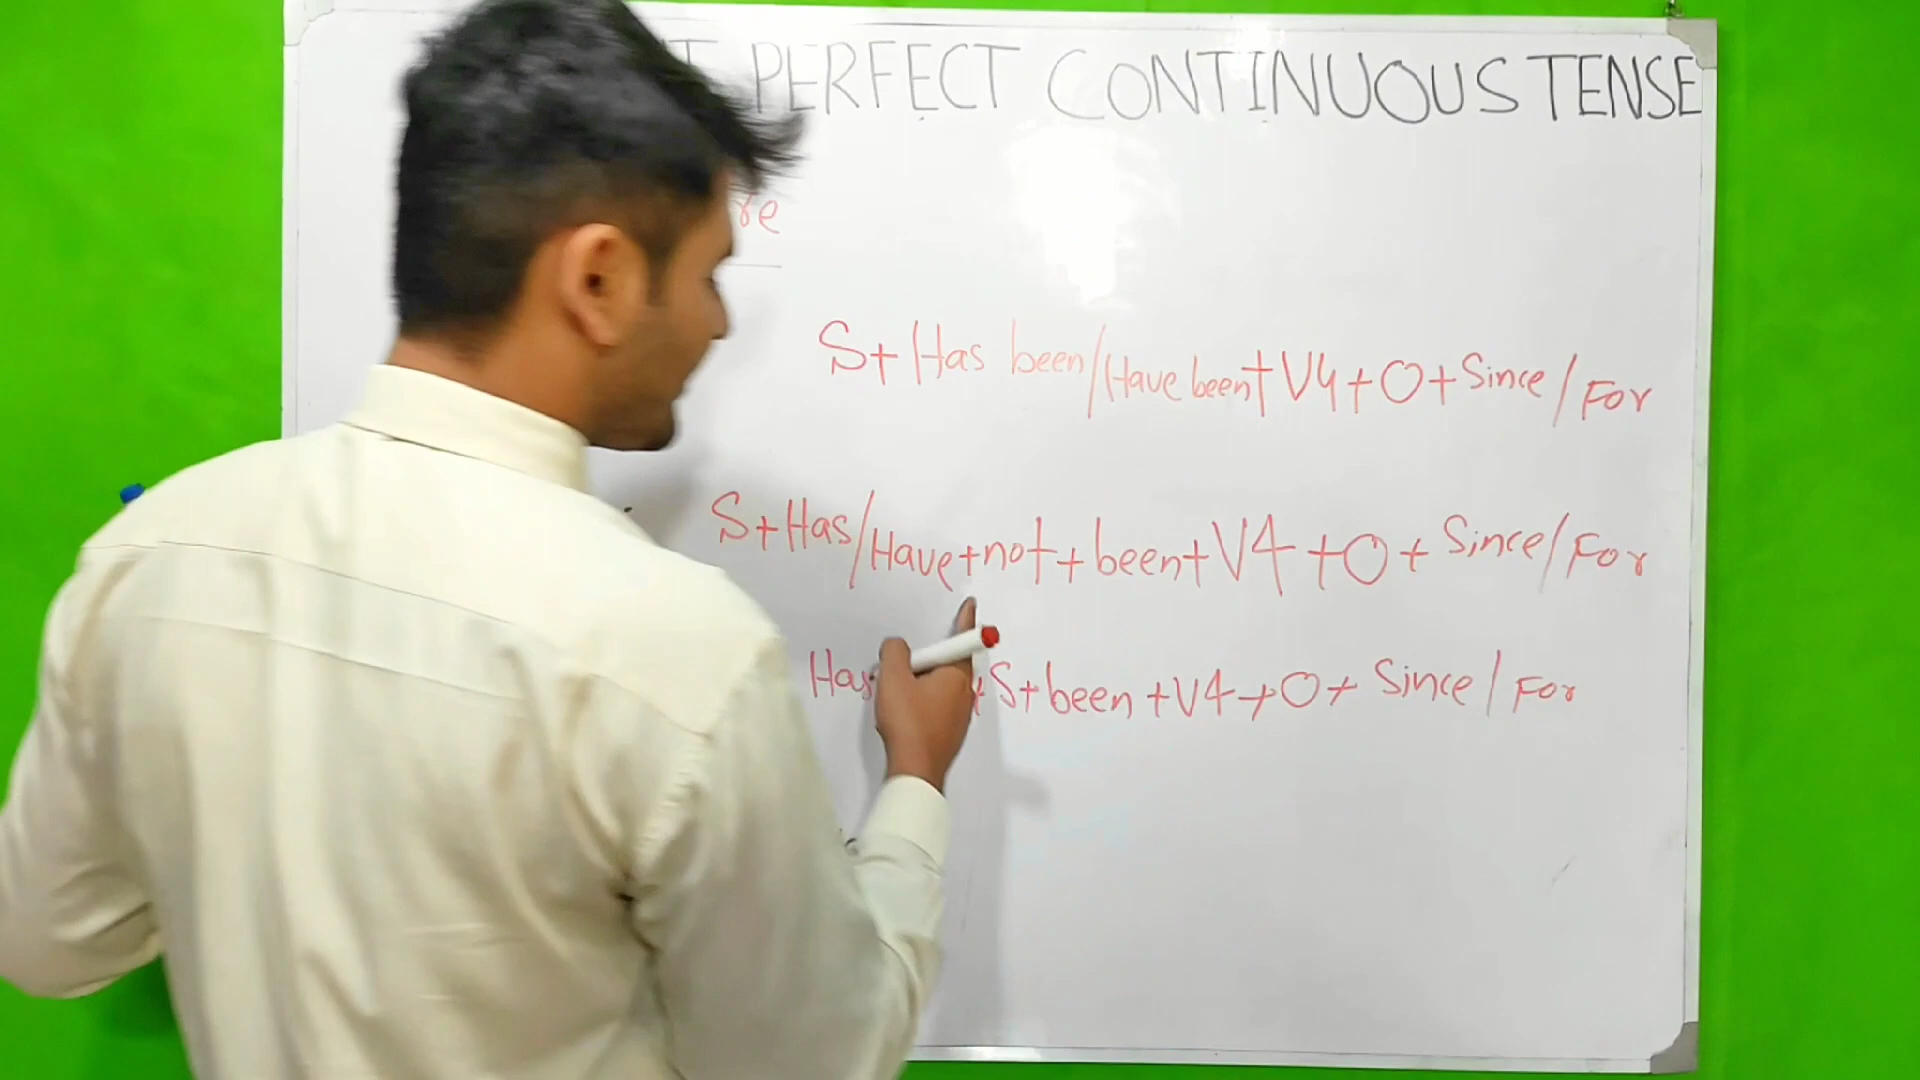 PERFECT CONTINUOUS TENSE
S+ Has been/Have been+ V4+O+Since/For
S+Has/Have+not+been+V4+O+ Since/For
Has S+been+V4+O+ Since/For